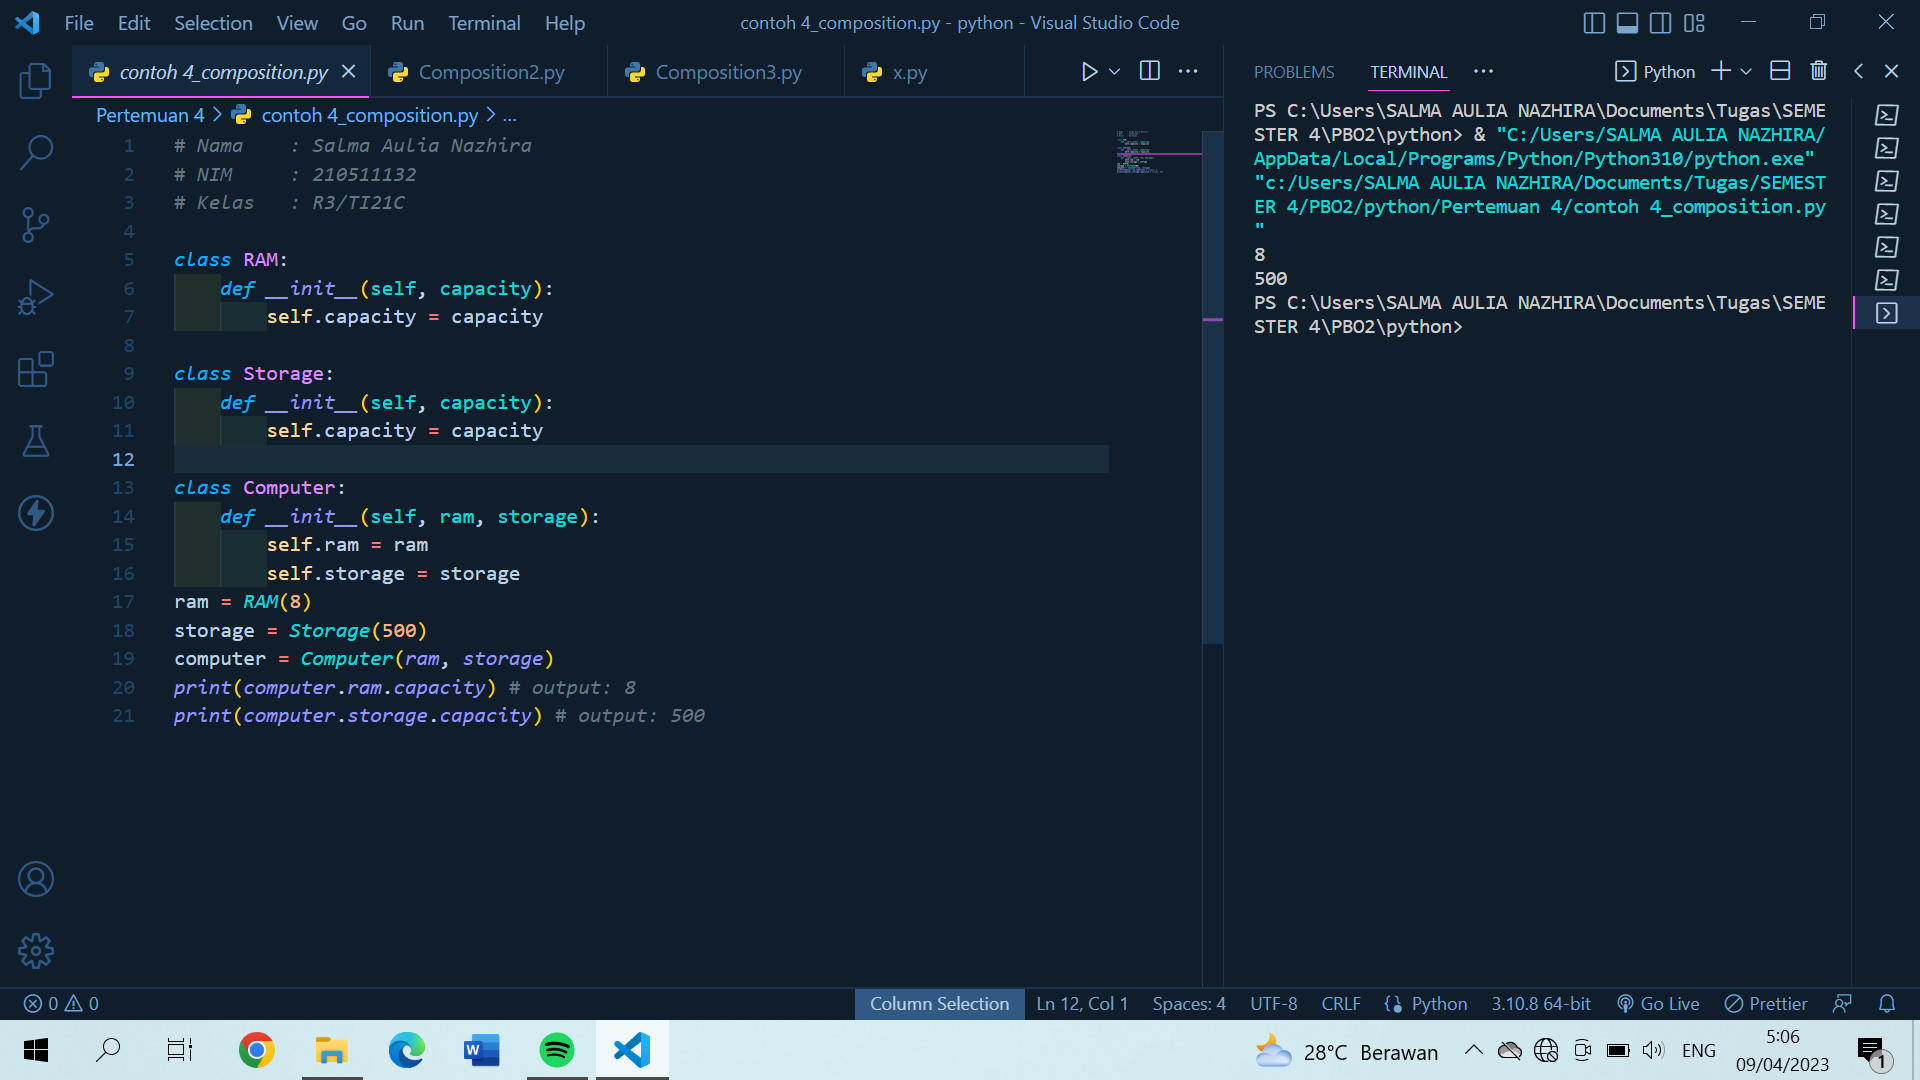 File Edit Selection View Go Run Terminal Help
contoh 4_composition.py - python - Visual Studio Code
contoh 4_composition.py
Composition2.py
Composition3.py
x.py
Pertemuan 4 > contoh 4_composition.py > ...
1 # Nama    : Salma Aulia Nazhira
2 # NIM     : 210511132
3 # Kelas   : R3/TI21C
4
5 class RAM:
6     def __init__(self, capacity):
7         self.capacity = capacity
8
9 class Storage:
10     def __init__(self, capacity):
11         self.capacity = capacity
12
13 class Computer:
14     def __init__(self, ram, storage):
15         self.ram = ram
16         self.storage = storage
17 ram = RAM(8)
18 storage = Storage(500)
19 computer = Computer(ram, storage)
20 print(computer.ram.capacity) # output: 8
21 print(computer.storage.capacity) # output: 500
PROBLEMS TERMINAL ... Python
PS C:\Users\SALMA AULIA NAZHIRA\Documents\Tugas\SEME
STER 4\PBO2\python> & "C:/Users/SALMA AULIA NAZHIRA/
AppData/Local/Programs/Python/Python310/python.exe"
"c:/Users/SALMA AULIA NAZHIRA/Documents/Tugas/SEMEST
ER 4/PBO2/python/Pertemuan 4/contoh 4_composition.py
"
8
500
PS C:\Users\SALMA AULIA NAZHIRA\Documents\Tugas\SEME
STER 4\PBO2\python>
0 0
Column Selection Ln 12, Col 1 Spaces: 4 UTF-8 CRLF Python 3.10.8 64-bit Go Live Prettier
28°C Berawan
ENG
5:06
09/04/2023
1